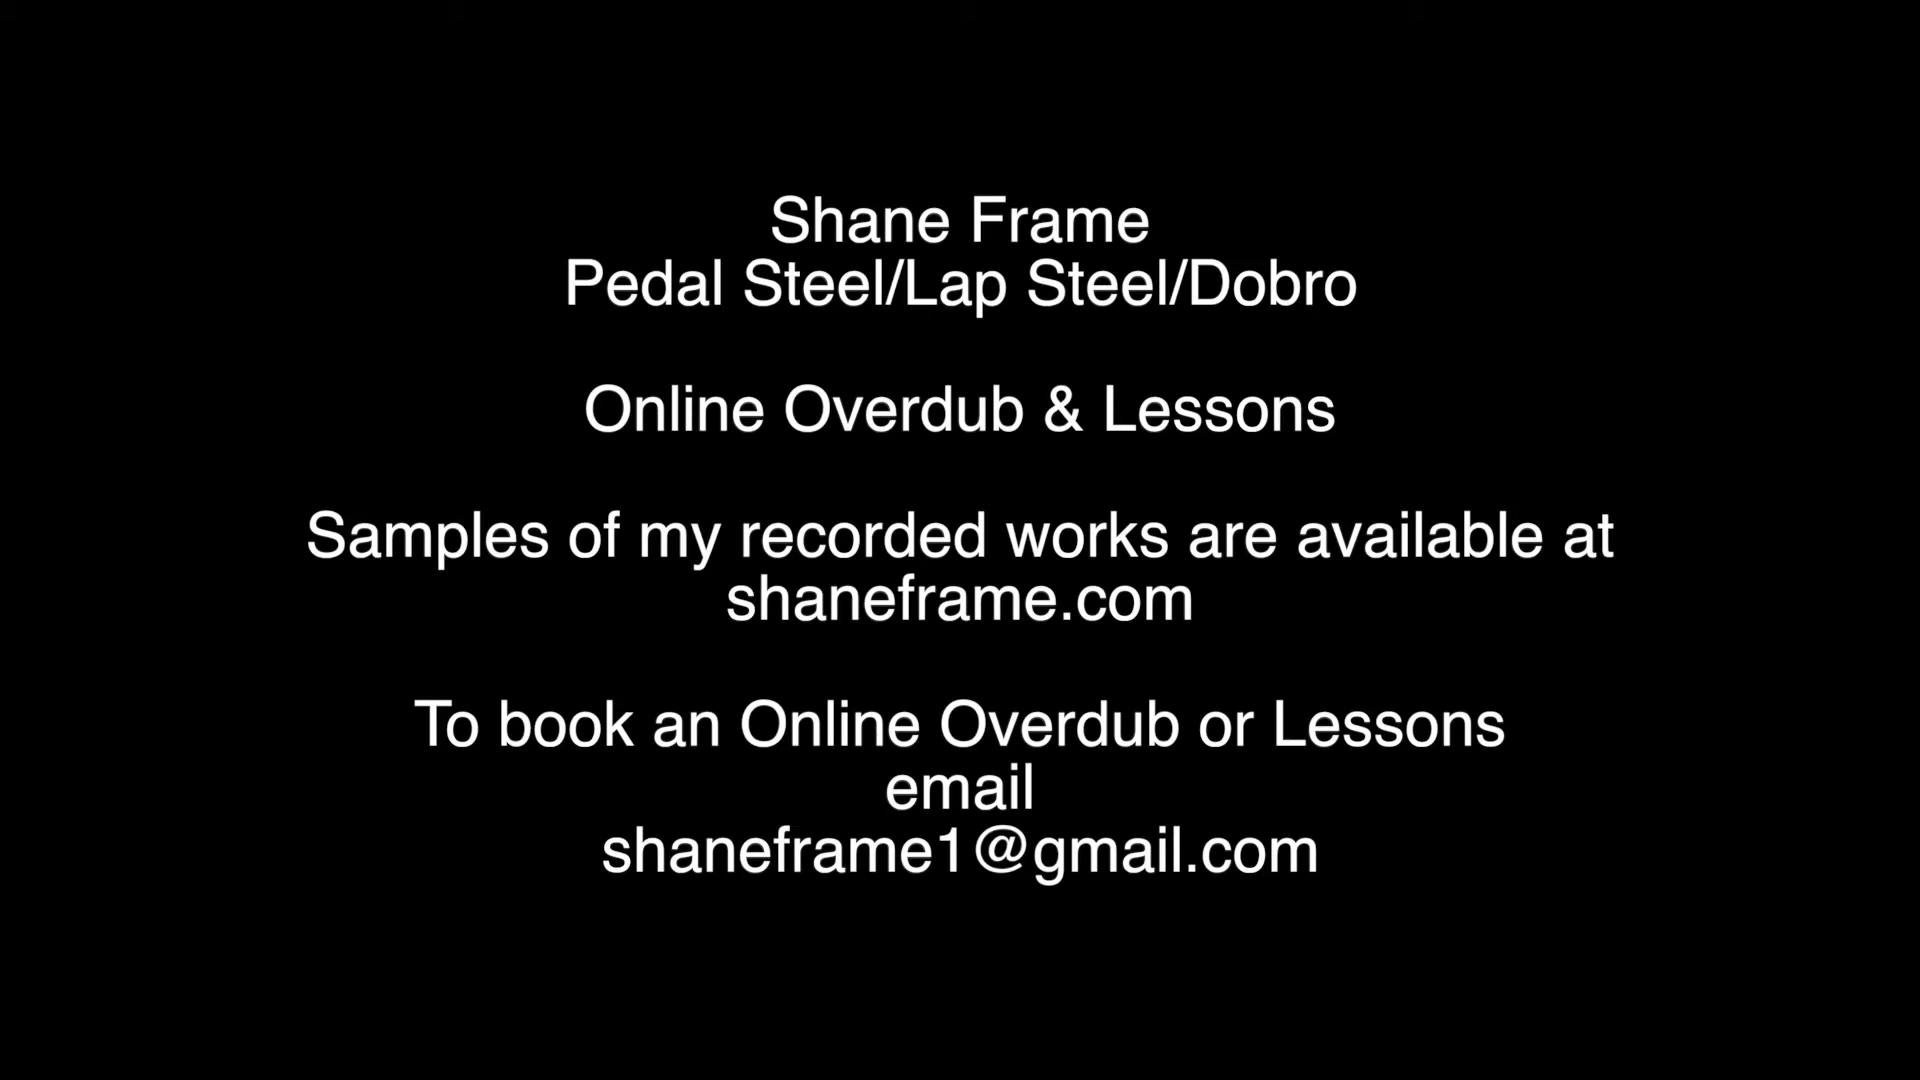 Shane Frame
Pedal Steel/Lap Steel/Dobro
Online Overdub & Lessons
Samples of my recorded works are available at
shaneframe.com
To book an Online Overdub or Lessons
email
shaneframe1@gmail.com